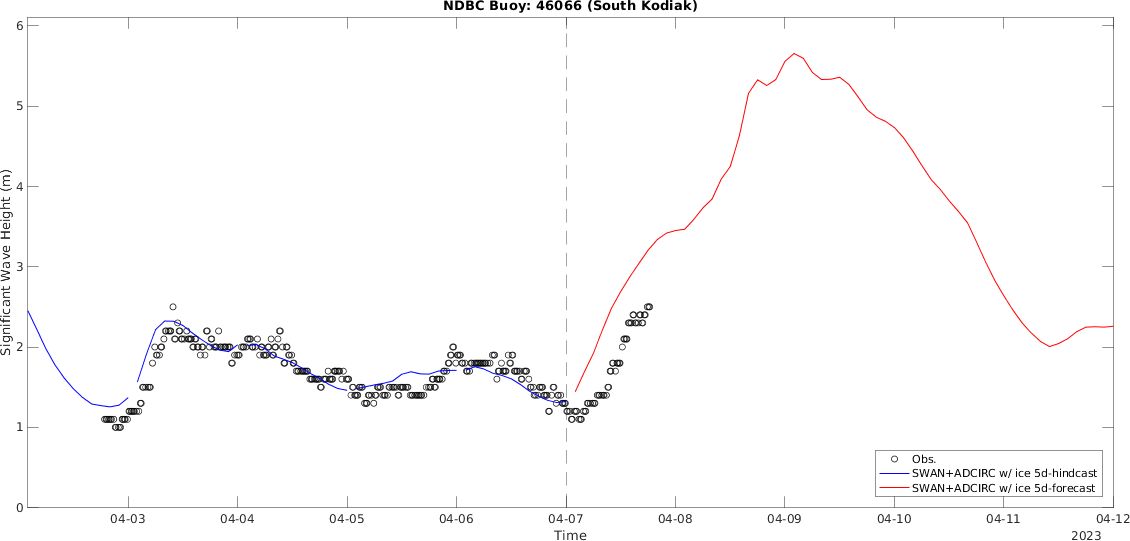 NDBC Buoy: 46066 (South Kodiak)
6
5
4
3
2
1
0
Significant Wave Height (m)
Obs.
SWAN+ADCIRC w/ ice 5d-hindcast
SWAN+ADCIRC w/ ice 5d-forecast
04-03 04-04 04-05 04-06 04-07 04-08 04-09 04-10 04-11 04-12
Time
2023